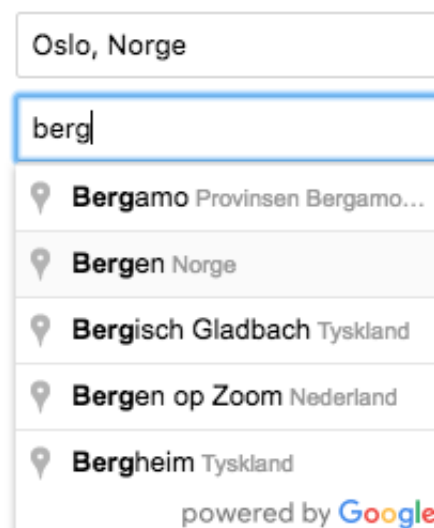 Oslo, Norge
berg
Bergamo Provinsen Bergamo...
Bergen Norge
Bergisch Gladbach Tyskland
Bergen op Zoom Nederland
Bergheim Tyskland
powered by Google